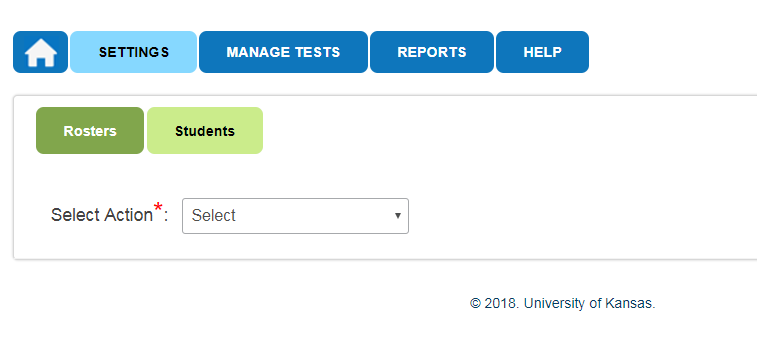 SETTINGS MANAGE TESTS REPORTS HELP
Rosters Students
Select Action*: Select
© 2018. University of Kansas.